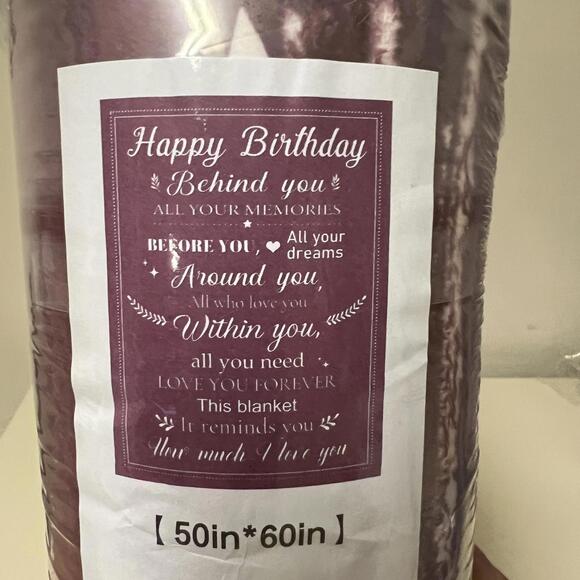 Happy Birthday
Behind you
ALL YOUR MEMORIES
BEFORE YOU, All your dreams
Around you,
All who love you
Within you,
all you need
LOVE YOU FOREVER
This blanket
It reminds you
How much I love you
【50in*60in】